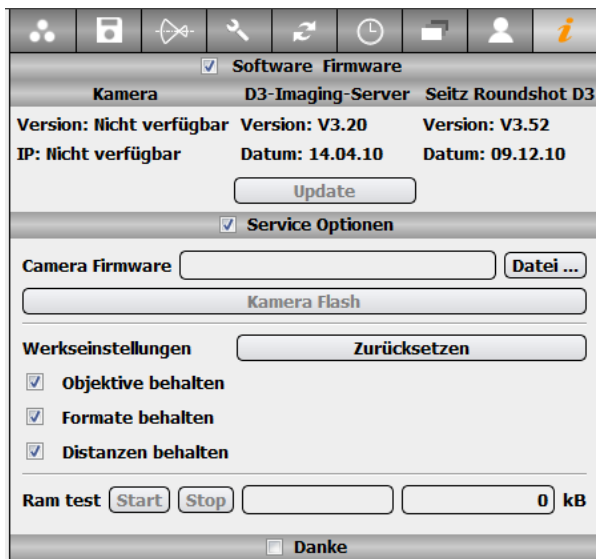 Software Firmware
Kamera D3-Imaging-Server Seitz Roundshot D3
Version: Nicht verfügbar Version: V3.20 Version: V3.52
IP: Nicht verfügbar Datum: 14.04.10 Datum: 09.12.10
Update
Service Optionen
Camera Firmware Datei ...
Kamera Flash
Werkseinstellungen Zurücksetzen
Objektive behalten
Formate behalten
Distanzen behalten
Ram test Start Stop 0 kB
Danke